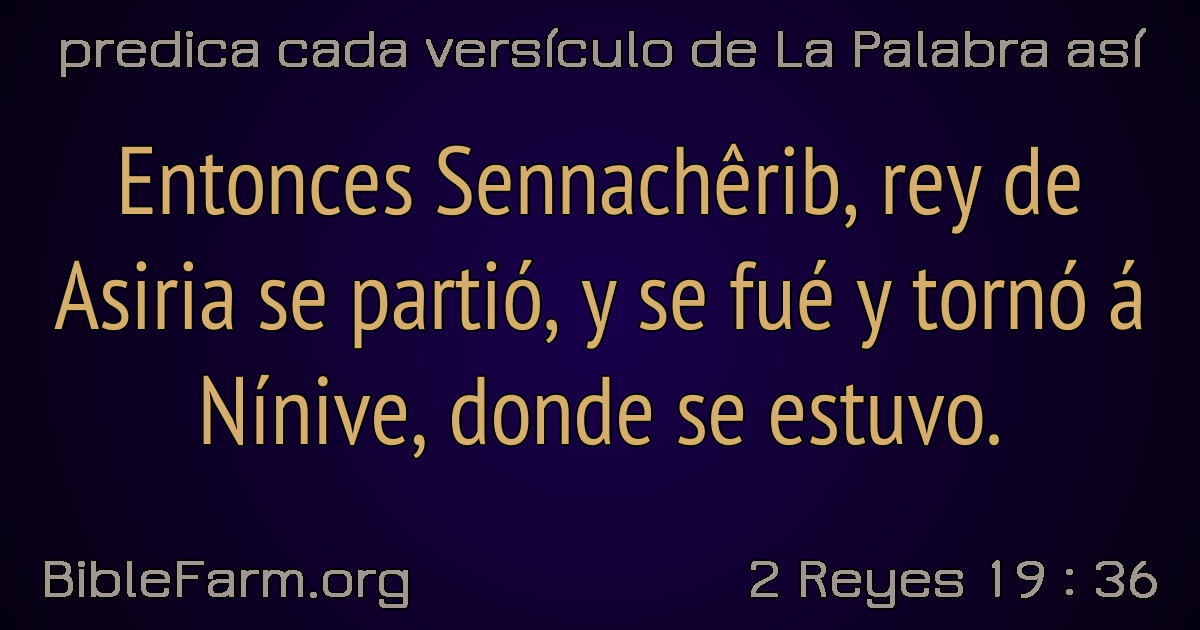 predica cada versículo de La Palabra así
Entonces Sennachêrib, rey de
Asiria se partió, y se fué y tornó á
Nínive, donde se estuvo.
BibleFarm.org
2 Reyes 19 : 36